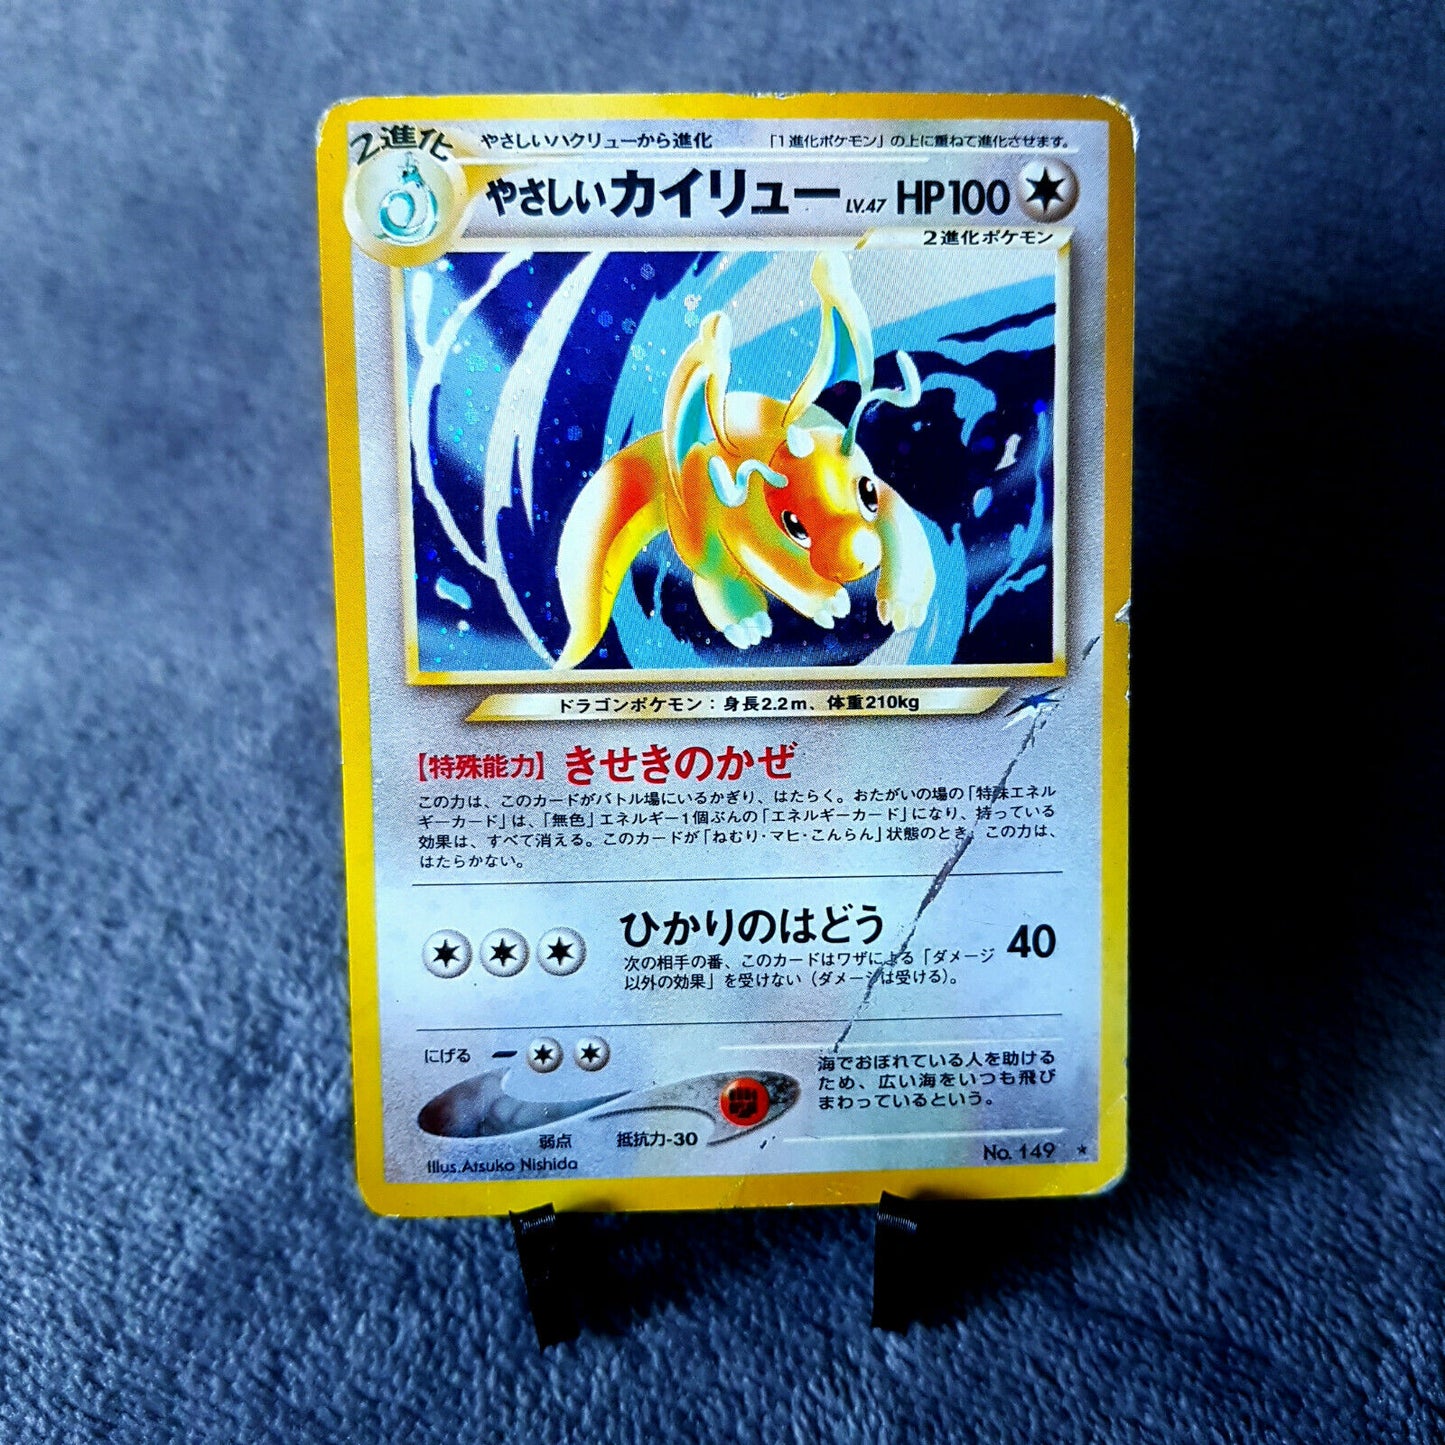 2進化
やさしいハクリューから進化
「1進化ポケモン」の上に重ねて進化させます。
やさしいカイリュー LV.47 HP100
2進化ポケモン
ドラゴンポケモン:身長2.2m、体重210kg
【特殊能力】きせきのかぜ
この力は、このカードがバトル場にいるかぎり、はたらく。おたがいの場の「特殊エネル
ギーカード」は、「無色」エネルギー1個ぶんの「エネルギーカード」になり、持っている
効果は、すべて消える。このカードが「ねむり・マヒ・こんらん」状態のとき、この力は、
はたらかない。
ひかりのはどう
40
次の相手の番、このカードはワザによる「ダメージ
以外の効果」を受けない(ダメージは受ける)。
にげる
海でおぼれている人を助ける
ため、広い海をいつも飛び
まわっているという。
弱点
抵抗力-30
No. 149
Illus.Atsuko Nishida